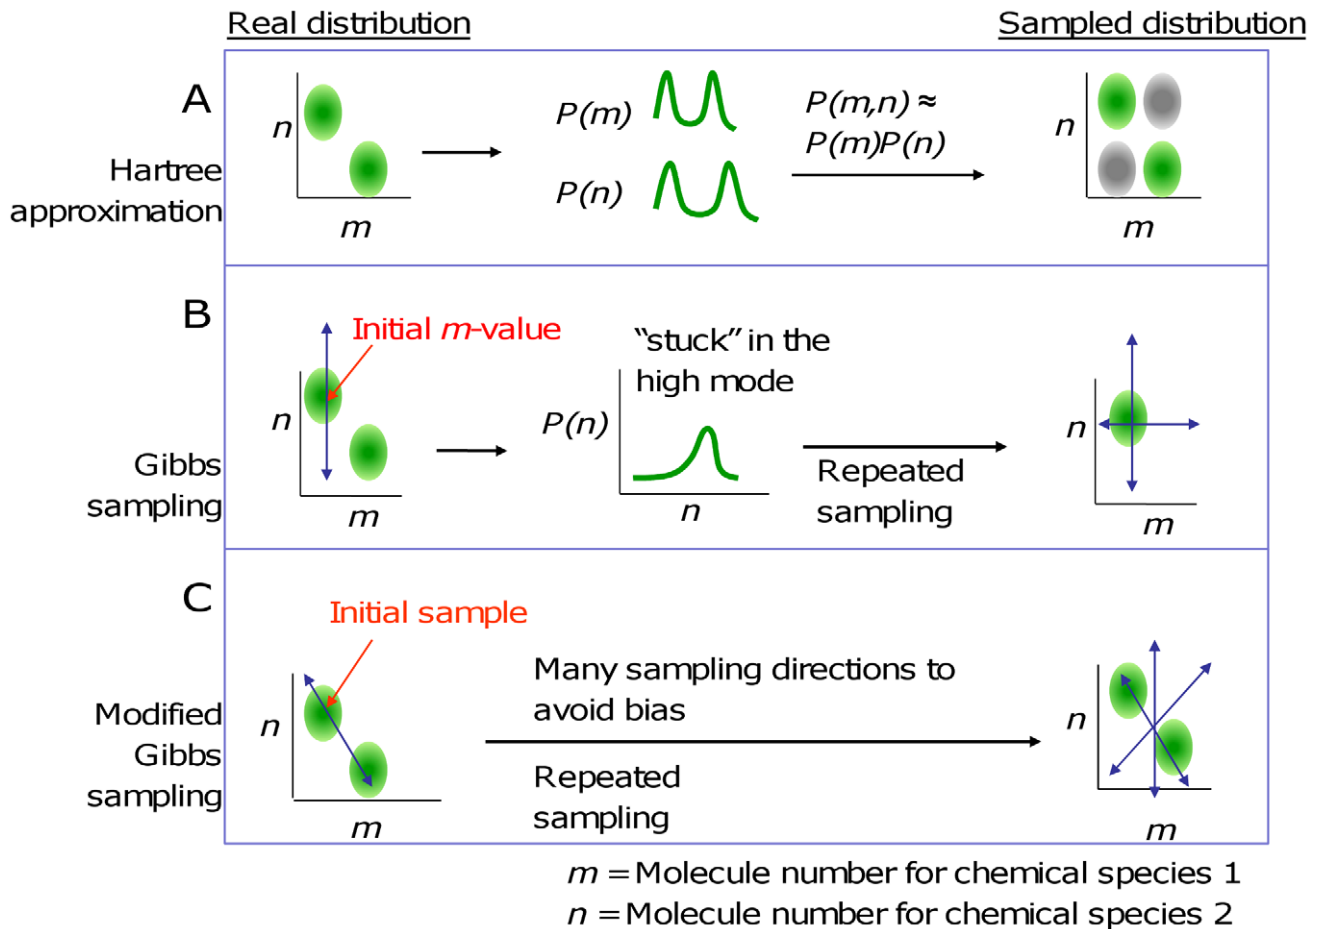 Real distribution
Sampled distribution
A
Hartree
approximation
n
m
P(m)
P(n)
P(m,n) ≈
P(m)P(n)
n
m
B
Gibbs
sampling
Initial m-value
n
m
"stuck" in the
high mode
P(n)
n
Repeated
sampling
n
m
C
Modified
Gibbs
sampling
Initial sample
n
m
Many sampling directions to
avoid bias
Repeated
sampling
n
m
m = Molecule number for chemical species 1
n = Molecule number for chemical species 2